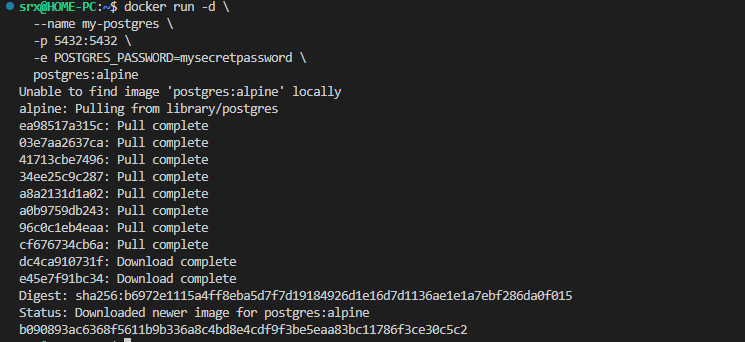 srx@HOME-PC:~$ docker run -d \
--name my-postgres \
-p 5432:5432 \
-e POSTGRES_PASSWORD=mysecretpassword \
postgres:alpine
Unable to find image 'postgres:alpine' locally
alpine: Pulling from library/postgres
ea98517a315c: Pull complete
03e7aa2637ca: Pull complete
41713cbe7496: Pull complete
34ee25c9c287: Pull complete
a8a2131d1a02: Pull complete
a0b9759db243: Pull complete
96c0c1eb4eaa: Pull complete
cf676734cb6a: Pull complete
dc4ca910731f: Download complete
e45e7f91bc34: Download complete
Digest: sha256:b6972e1115a4ff8eba5d7f7d19184926d1e16d7d1136ae1e1a7ebf286da0f015
Status: Downloaded newer image for postgres:alpine
b090893ac6368f5611b9b336a8c4bd8e4cdf9f3be5eaa83bc11786f3ce30c5c2